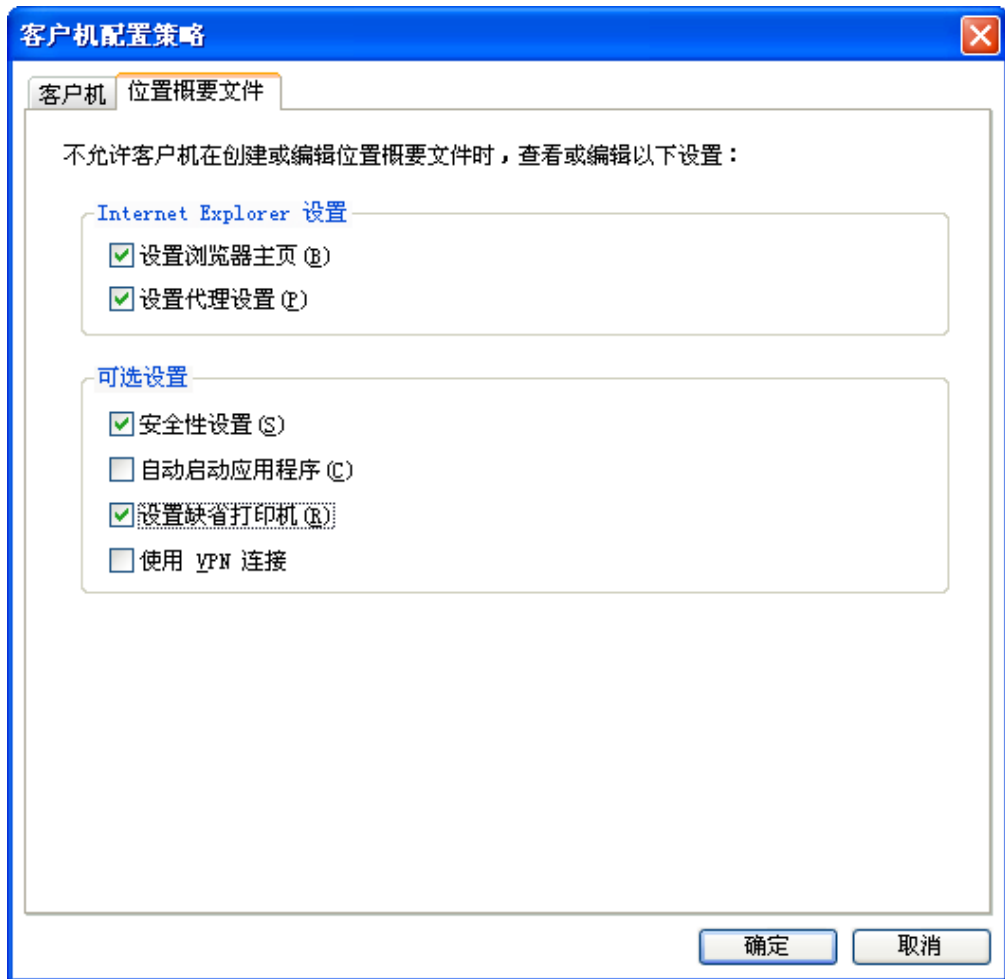 客户机配置策略
客户机 位置概要文件
不允许客户机在创建或编辑位置概要文件时，查看或编辑以下设置：
Internet Explorer 设置
设置浏览器主页(B)
设置代理设置(P)
可选设置
安全性设置(S)
自动启动应用程序(C)
设置缺省打印机(R)
使用 VPN 连接
确定 取消